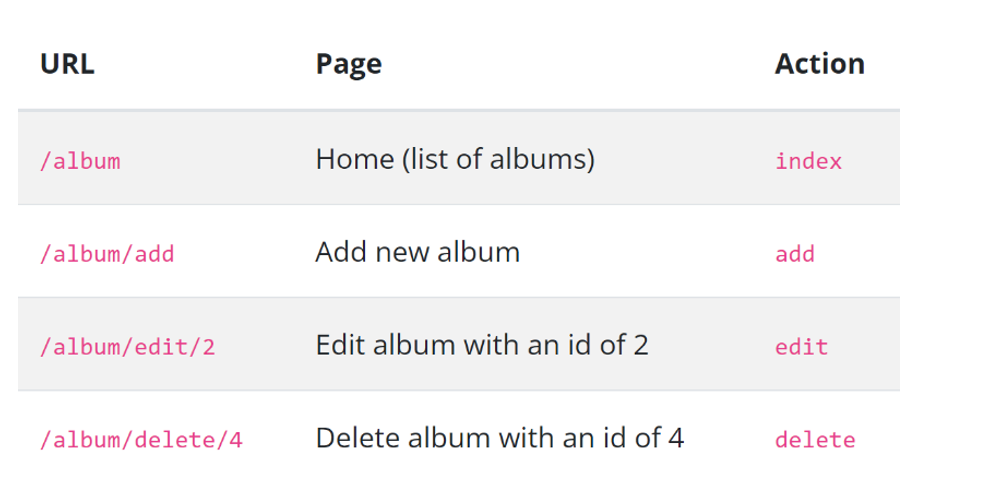 URL Page Action
/album Home (list of albums) index
/album/add Add new album add
/album/edit/2 Edit album with an id of 2 edit
/album/delete/4 Delete album with an id of 4 delete